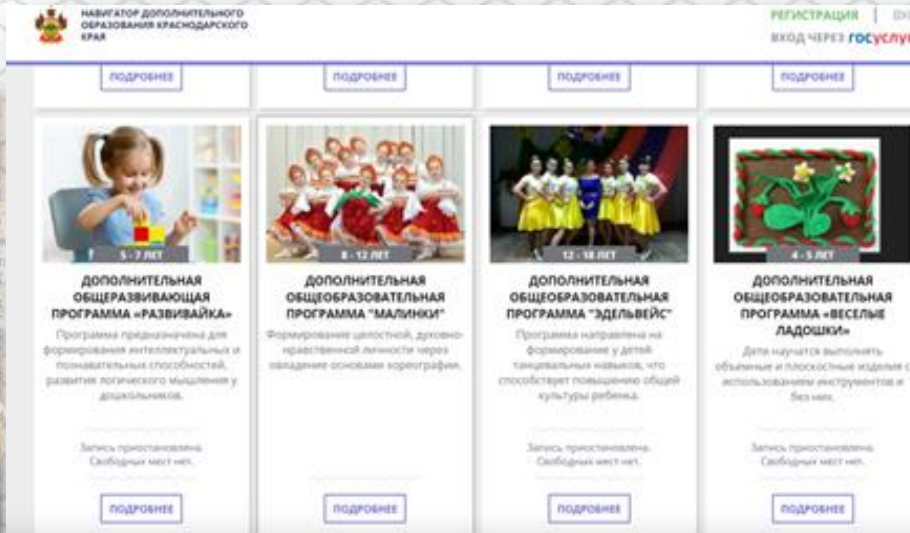 НАВИГАТОР ДОПОЛНИТЕЛЬНОГО
ОБРАЗОВАНИЯ КРАСНОДАРСКОГО
КРАЯ
РЕГИСТРАЦИЯ
ВХОД ЧЕРЕЗ госуслуг
ПОДРОБНЕЕ
ПОДРОБНЕЕ
ПОДРОБНЕЕ
ПОДРОБНЕЕ
5 - 7 ЛЕТ
ДОПОЛНИТЕЛЬНАЯ
ОБЩЕРАЗВИВАЮЩАЯ
ПРОГРАММА «РАЗВИВАЙКА»
Программа предназначена для
формирования интеллектуальных и
познавательных способностей,
развития логического мышления у
дошкольников.
Запись приостановлена.
Свободных мест нет.
ПОДРОБНЕЕ
8 - 12 ЛЕТ
ДОПОЛНИТЕЛЬНАЯ
ОБЩЕОБРАЗОВАТЕЛЬНАЯ
ПРОГРАММА "МАЛИНКИ"
Формирование целостной, духовно-
нравственной личности через
овладение основами хореографии.
ПОДРОБНЕЕ
12 - 18 ЛЕТ
ДОПОЛНИТЕЛЬНАЯ
ОБЩЕОБРАЗОВАТЕЛЬНАЯ
ПРОГРАММА "ЭДЕЛЬВЕЙС"
Программа направлена на
формирование у детей
танцевальных навыков, что
способствует повышению общей
культуры ребенка.
Запись приостановлена.
Свободных мест нет.
ПОДРОБНЕЕ
4 - 5 ЛЕТ
ДОПОЛНИТЕЛЬНАЯ
ОБЩЕОБРАЗОВАТЕЛЬНАЯ
ПРОГРАММА «ВЕСЕЛЫЕ
ЛАДОШКИ»
Дети научатся выполнять
объемные и плоскостные изделия с
использованием инструментов и
без них.
Запись приостановлена.
Свободных мест нет.
ПОДРОБНЕЕ